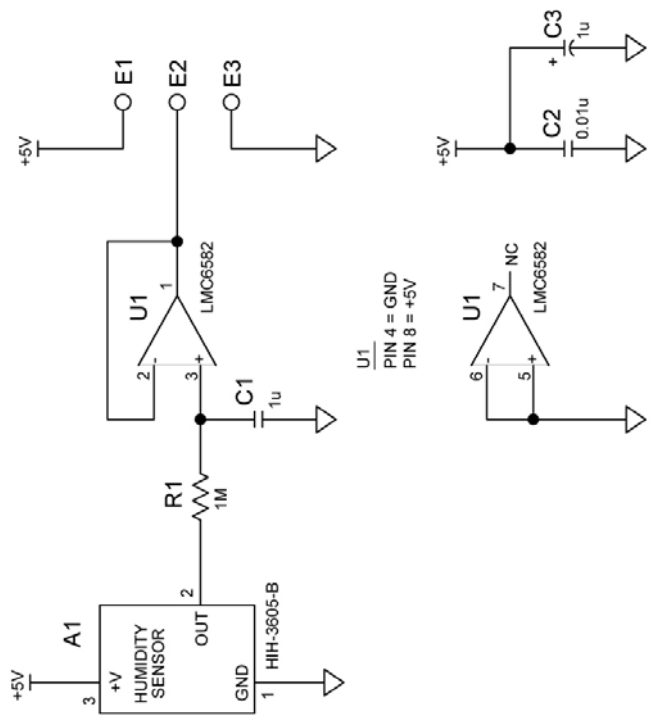 +5V
A1
3
+V
HUMIDITY
SENSOR
OUT
2
GND
1
HIH-3605-B
R1
1M
C1
1u
2
-
3
+
U1
1
LMC6582
+5V
E1
E2
E3
U1
PIN 4 = GND
PIN 8 = +5V
6
-
5
+
U1
7
NC
LMC6582
+5V
C2
0.01u
+
C3
1u